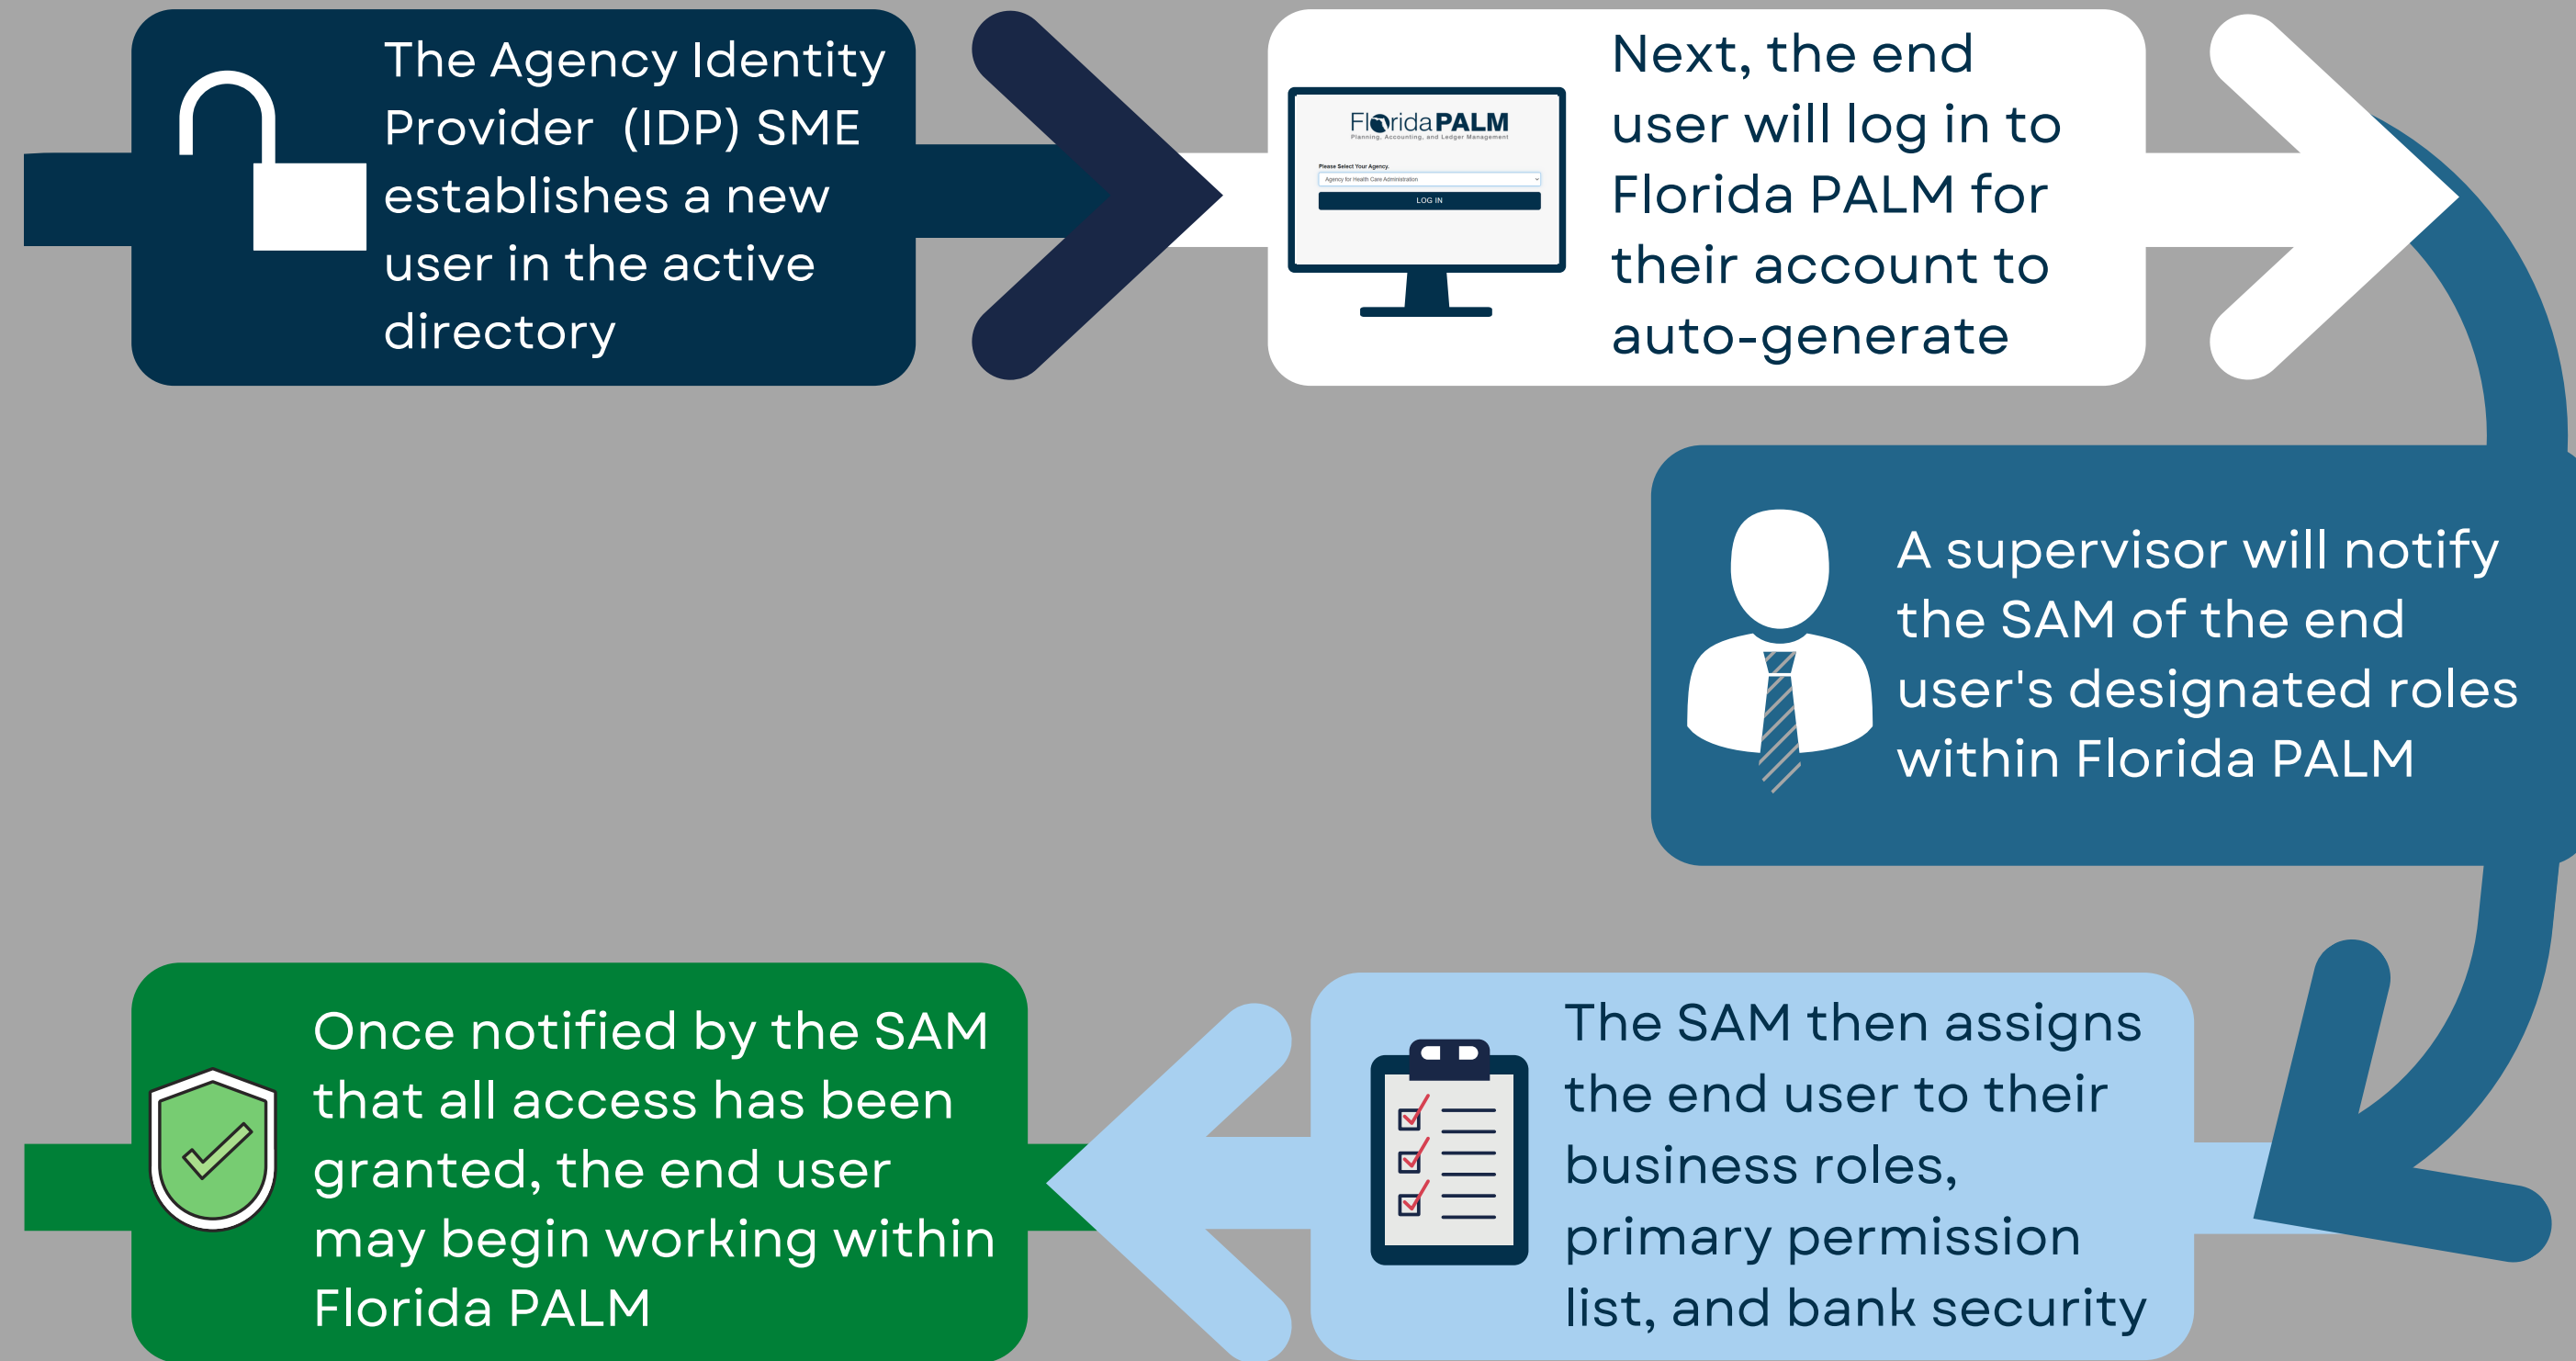 The Agency Identity
Provider (IDP) SME
establishes a new
user in the active
directory
Florida PALM
Planning, Accounting, and Ledger Management
Please Select Your Agency.
Agency for Health Care Administration
LOG IN
Next, the end
user will log in to
Florida PALM for
their account to
auto-generate
A supervisor will notify
the SAM of the end
user's designated roles
within Florida PALM
The SAM then assigns
the end user to their
business roles,
primary permission
list, and bank security
Once notified by the SAM
that all access has been
granted, the end user
may begin working within
Florida PALM